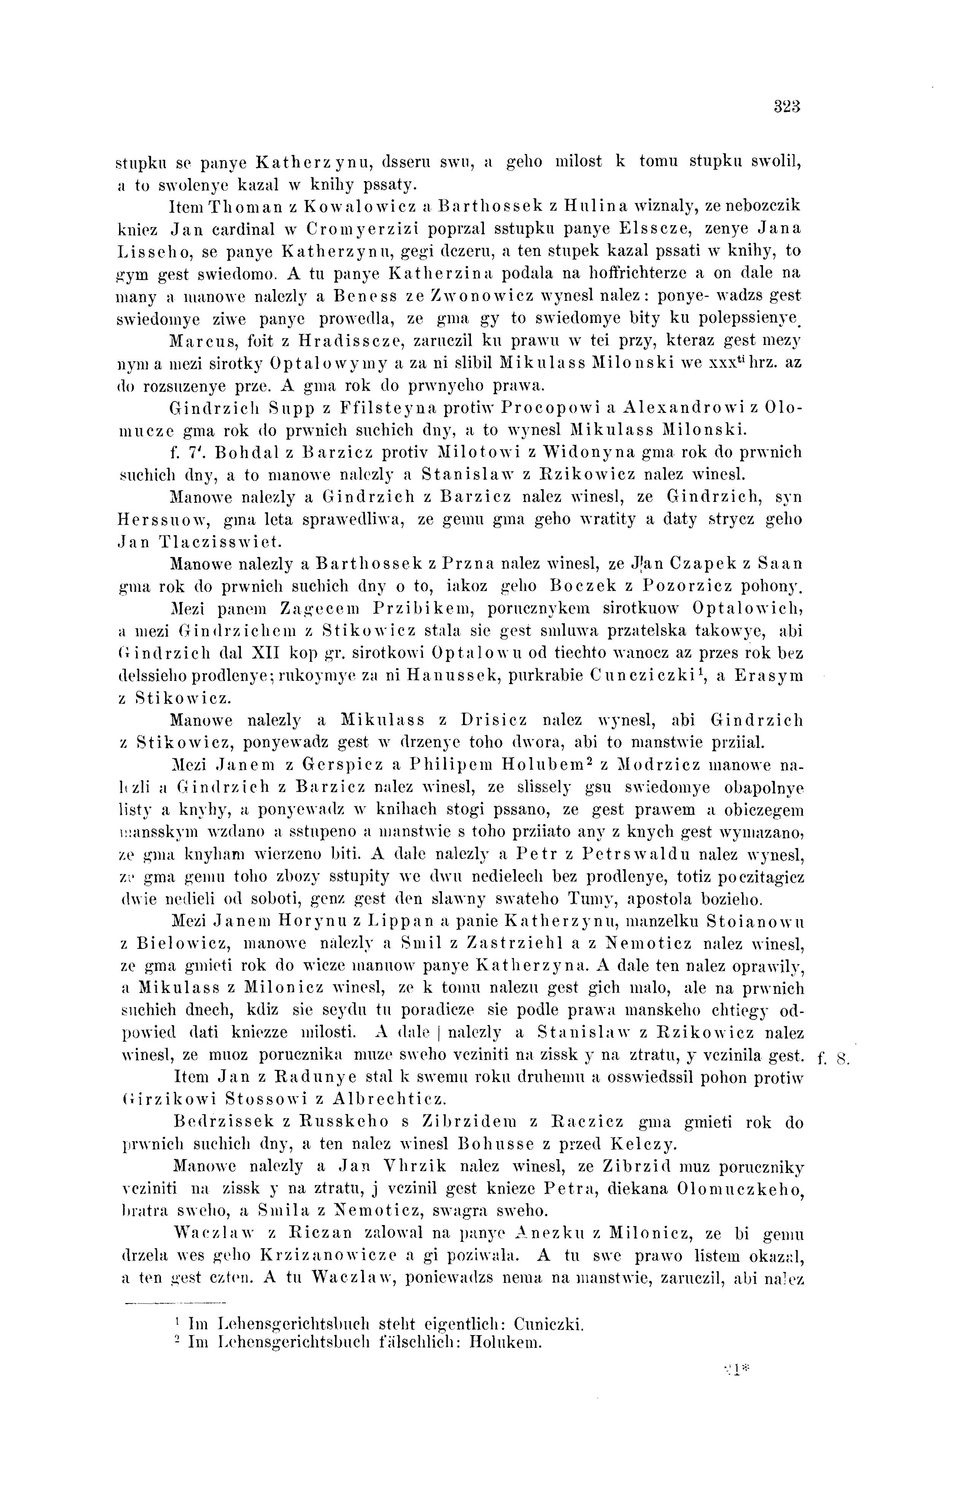 323
stupku se panye Katherzynu, dsseru swu, a geho milost k tomu stupku swolil,
a to swolenye kazal w knihy pssaty.
Item Thoman z Kowalowicz a Barthossek z Hulina wiznaly, ze nebozczik
kniez Jan cardinal w Cromyerzizi poprzal sstupku panye Elsscze, zenye Jana
Lisseho, se panye Katherzynu, gegi dczeru, a ten stupek kazal pssati w knihy, to
gym gest swiedomo. A tu panye Katherzina podala na hoffrichterze a on dale na
many a manowe nalezly a Beness ze Zwonowicz wynesl nalez: ponye- wadzs gest
swiedomye ziwe panye prowedla, ze gma gy to swiedomye bity ku polepssienye.
Marcus, foit z Hradisscze, zaruczil ku prawu w tei przy, kteraz gest mezy
nym a mezi sirotky Optalowymy a za ni slibil Mikulass Milonski we xxxti hrz. az
do rozsuzenye prze. A gma rok do prwnycho prawa.
Gindrzich Supp z Ffilsteyna protiw Procopowi a Alexandrowi z Olo-
mucze gma rok do prwnich suchich dny, a to wynesl Mikulass Milonski.
f. 7'. Bohdal z Barzicz protiv Milotowi z Widonyna gma rok do prwnich
suchich dny, a to manowe nalezly a Stanislaw z Rzikowicz nalez winesl.
Manowe nalezly a Gindrzich z Barzicz nalez winesl, ze Gindrzich, syn
Herssuow, gma leta sprawedliwa, ze gemu gma geho wratity a daty strycz geho
Jan Tlaczisswiet.
Manowe nalezly a Barthossek z Przna nalez winesl, ze Jan Czapek z Saan
gma rok do prwnich suchich dny o to, iakoz geho Boczek z Pozorzicz pohony.
Mezi panem Zagecem Przibikem, porucznykem sirotkuow Optalowich,
a mezi Gindrzichem z Stikowicz stala sie gest smluwa przatelska takowye, abi
Gindrzich dal XII kop gr. sirotkowi Optalowu od tiechto wanocz az przes rok bez
delssieho prodlenye; rukoymye za ni Hanussek, purkrabie Cuncziczki¹, a Erasym
z Stikowicz.
Manowe nalezly a Mikulass z Drisicz nalez wynesl, abi Gindrzich
z Stikowicz, ponyewadz gest w drzenye toho dwora, abi to manstwie prziial.
Mezi Janem z Gerspicz a Philipem Holubem² z Modrzicz manowe na-
lezli a Gindrzich z Barzicz nalez winesl, ze slissely gsu swiedomye obapolnye
listy a knyhy, a ponyewadz w knihach stogi pssano, ze gest prawem a obiczegem
mansskym wzdano a sstupeno a manstwie s toho prziiato any z knych gest wymazano,
ze gma knyham wierzeno biti. A dale nalezly a Petr z Petrswaldu nalez wynesl,
ze gma gemu toho zbozy sstupity we dwu nedielech bez prodlenye, totiz poczitagicz
dwie nedieli od soboti, genz gest den slawny swateho Tumy, apostola bozieho.
Mezi Janem Horynu z Lippan a panie Katherzynu, manzelku Stoianowu
z Bielowicz, manowe nalezly a Smil z Zastrziehl a z Nemoticz nalez winesl,
ze gma gmieti rok do wicze manuow panye Katherzyna. A dale ten nalez oprawily,
a Mikulass z Milonicz winesl, ze k tomu nalezu gest gich malo, ale na prwnich
suchich dnech, kdiz sie seydu tu poradicze sie podle prawa manskeho chtiegy od-
powied dati kniezze milosti. A dale | nalezly a Stanislaw z Rzikowicz nalez
winesl, ze muoz porucznika muze sweho vcziniti na zissk y na ztratu, y vczinila gest. f. 8.
Item Jan z Radunye stal k swemu roku druhemu a osswiedssil pohon protiw
Girzikowi Stossowi z Albrechticz.
Bedrzissek z Russkeho s Zibrzidem z Raczicz gma gmieti rok do
prwnich suchich dny, a ten nalez winesl Bohusse z przed Kelczy.
Manowe nalezly a Jan Vhrzik nalez winesl, ze Zibrzid muz poruczniky
vcziniti na zissk y na ztratu, j vczinil gest knieze Petra, diekana Olomuczkeho,
bratra sweho, a Smila z Nemoticz, swagra sweho.
Waczlaw z Riczan zalowal na panye Anezku z Milonicz, ze bi gemu
drzela wes geho Krzizanowicze a gi poziwala. A tu swe prawo listem okazal,
a ten gest czten. A tu Waczlaw, poniewadzs nema na manstwie, zaruczil, abi nalez
¹ Im Lehensgerichtsbuch steht eigentlich: Cuniczki.
² Im Lehensgerichtsbuch fälschlich: Holukem.
21*